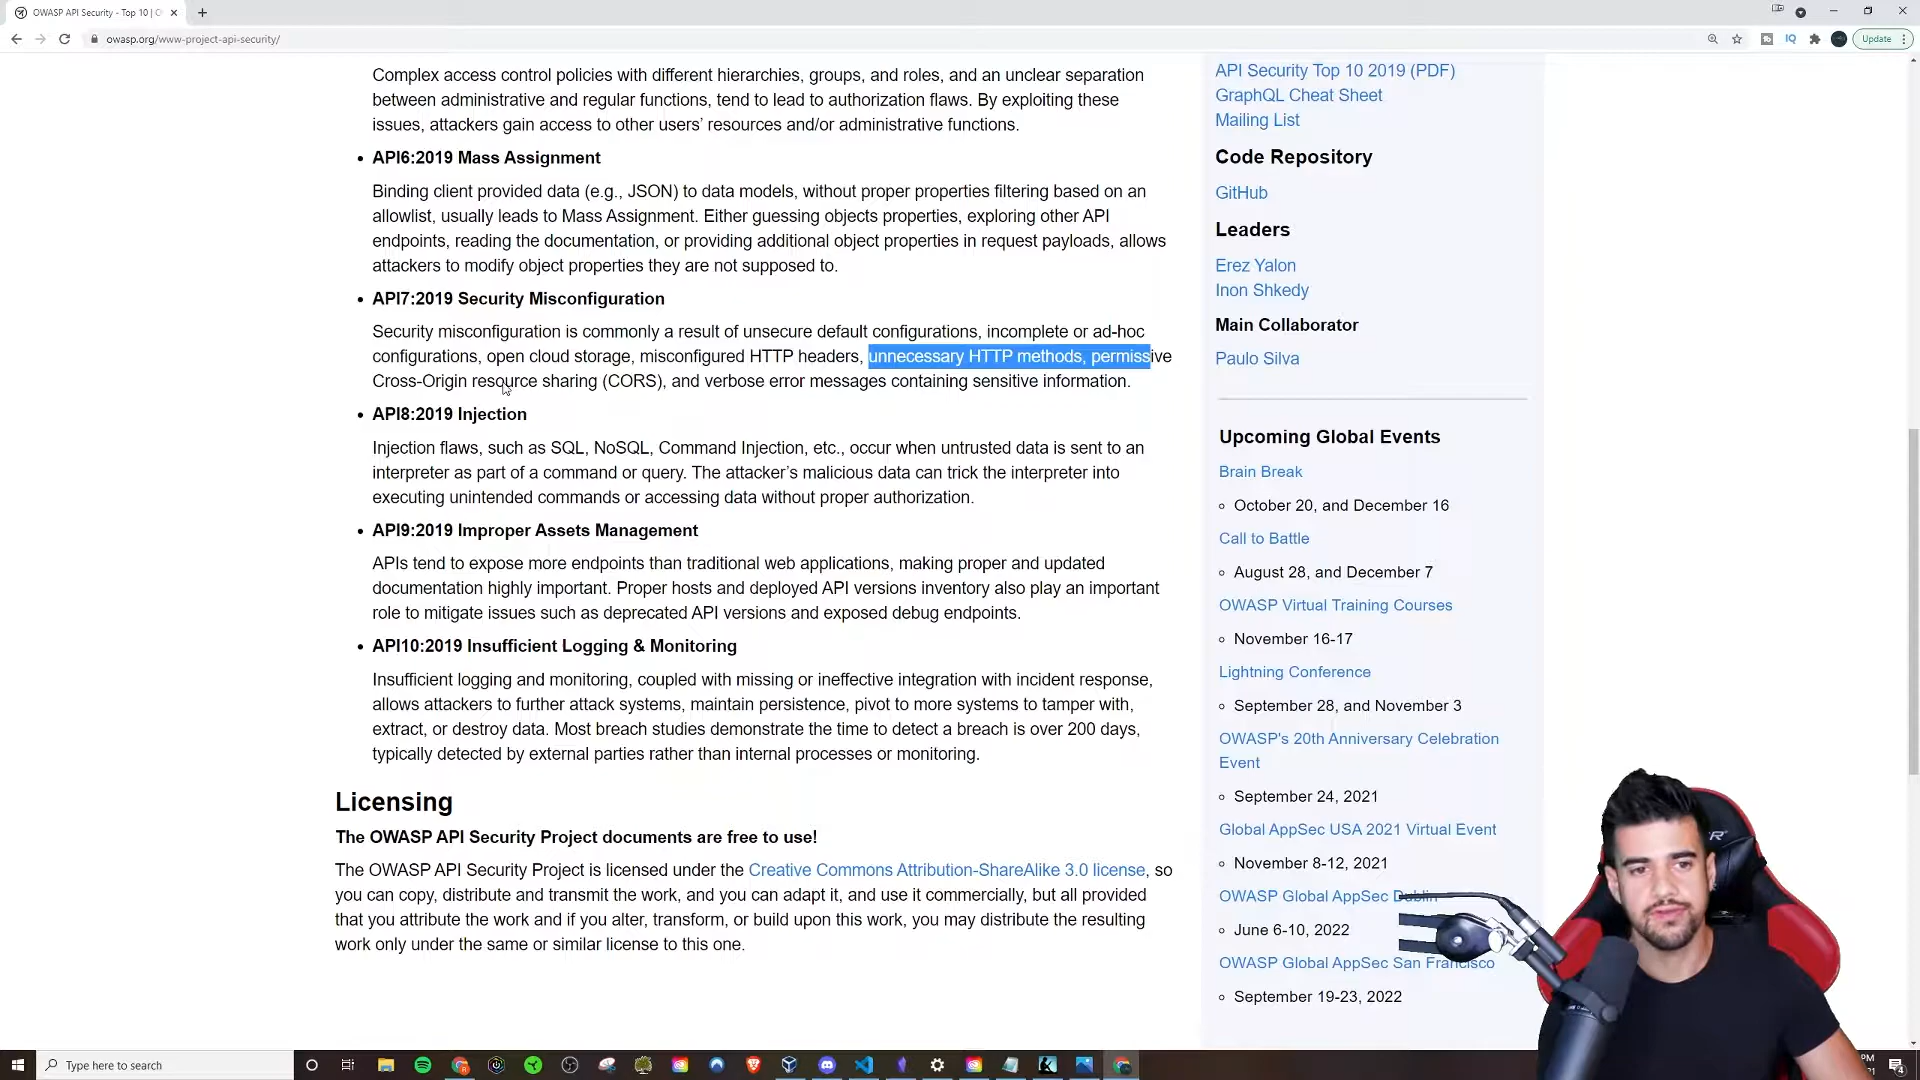 OWASP API Security - Top 10 |
owasp.org/www-project-api-security/
IQ
Update
Complex access control policies with different hierarchies, groups, and roles, and an unclear separation
between administrative and regular functions, tend to lead to authorization flaws. By exploiting these
issues, attackers gain access to other users’ resources and/or administrative functions.
API6:2019 Mass Assignment
Binding client provided data (e.g., JSON) to data models, without proper properties filtering based on an
allowlist, usually leads to Mass Assignment. Either guessing objects properties, exploring other API
endpoints, reading the documentation, or providing additional object properties in request payloads, allows
attackers to modify object properties they are not supposed to.
API7:2019 Security Misconfiguration
Security misconfiguration is commonly a result of unsecure default configurations, incomplete or ad-hoc
configurations, open cloud storage, misconfigured HTTP headers, unnecessary HTTP methods, permissive
Cross-Origin resource sharing (CORS), and verbose error messages containing sensitive information.
API8:2019 Injection
Injection flaws, such as SQL, NoSQL, Command Injection, etc., occur when untrusted data is sent to an
interpreter as part of a command or query. The attacker’s malicious data can trick the interpreter into
executing unintended commands or accessing data without proper authorization.
API9:2019 Improper Assets Management
APIs tend to expose more endpoints than traditional web applications, making proper and updated
documentation highly important. Proper hosts and deployed API versions inventory also play an important
role to mitigate issues such as deprecated API versions and exposed debug endpoints.
API10:2019 Insufficient Logging & Monitoring
Insufficient logging and monitoring, coupled with missing or ineffective integration with incident response,
allows attackers to further attack systems, maintain persistence, pivot to more systems to tamper with,
extract, or destroy data. Most breach studies demonstrate the time to detect a breach is over 200 days,
typically detected by external parties rather than internal processes or monitoring.
Licensing
The OWASP API Security Project documents are free to use!
The OWASP API Security Project is licensed under the Creative Commons Attribution-ShareAlike 3.0 license, so
you can copy, distribute and transmit the work, and you can adapt it, and use it commercially, but all provided
that you attribute the work and if you alter, transform, or build upon this work, you may distribute the resulting
work only under the same or similar license to this one.
API Security Top 10 2019 (PDF)
GraphQL Cheat Sheet
Mailing List
Code Repository
GitHub
Leaders
Erez Yalon
Inon Shkedy
Main Collaborator
Paulo Silva
Upcoming Global Events
Brain Break
October 20, and December 16
Call to Battle
August 28, and December 7
OWASP Virtual Training Courses
November 16-17
Lightning Conference
September 28, and November 3
OWASP's 20th Anniversary Celebration
Event
September 24, 2021
Global AppSec USA 2021 Virtual Event
November 8-12, 2021
OWASP Global AppSec Dublin
June 6-10, 2022
OWASP Global AppSec San Francisco
September 19-23, 2022
Type here to search
PM